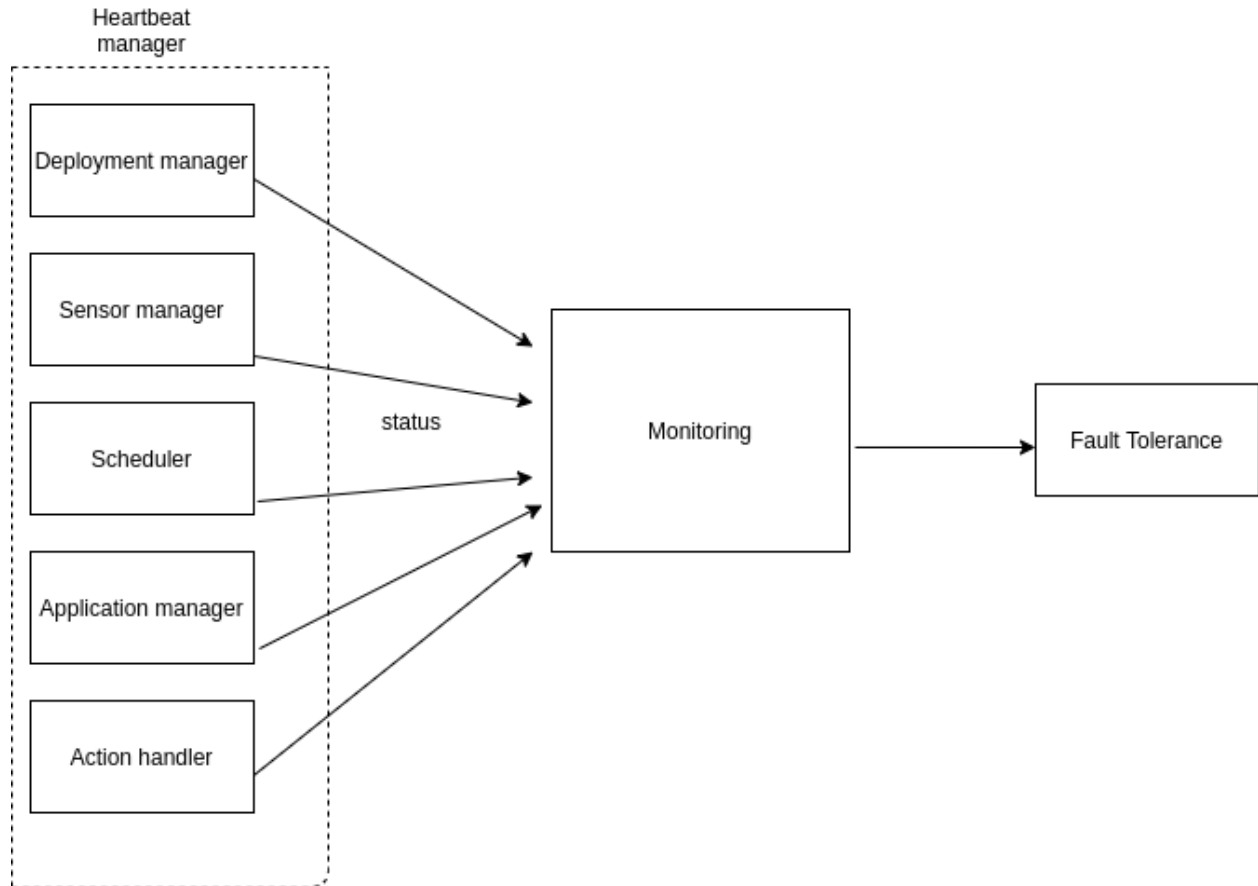 Heartbeat
manager
Deployment manager
Sensor manager
status
Scheduler
Monitoring
Fault Tolerance
Application manager
Action handler